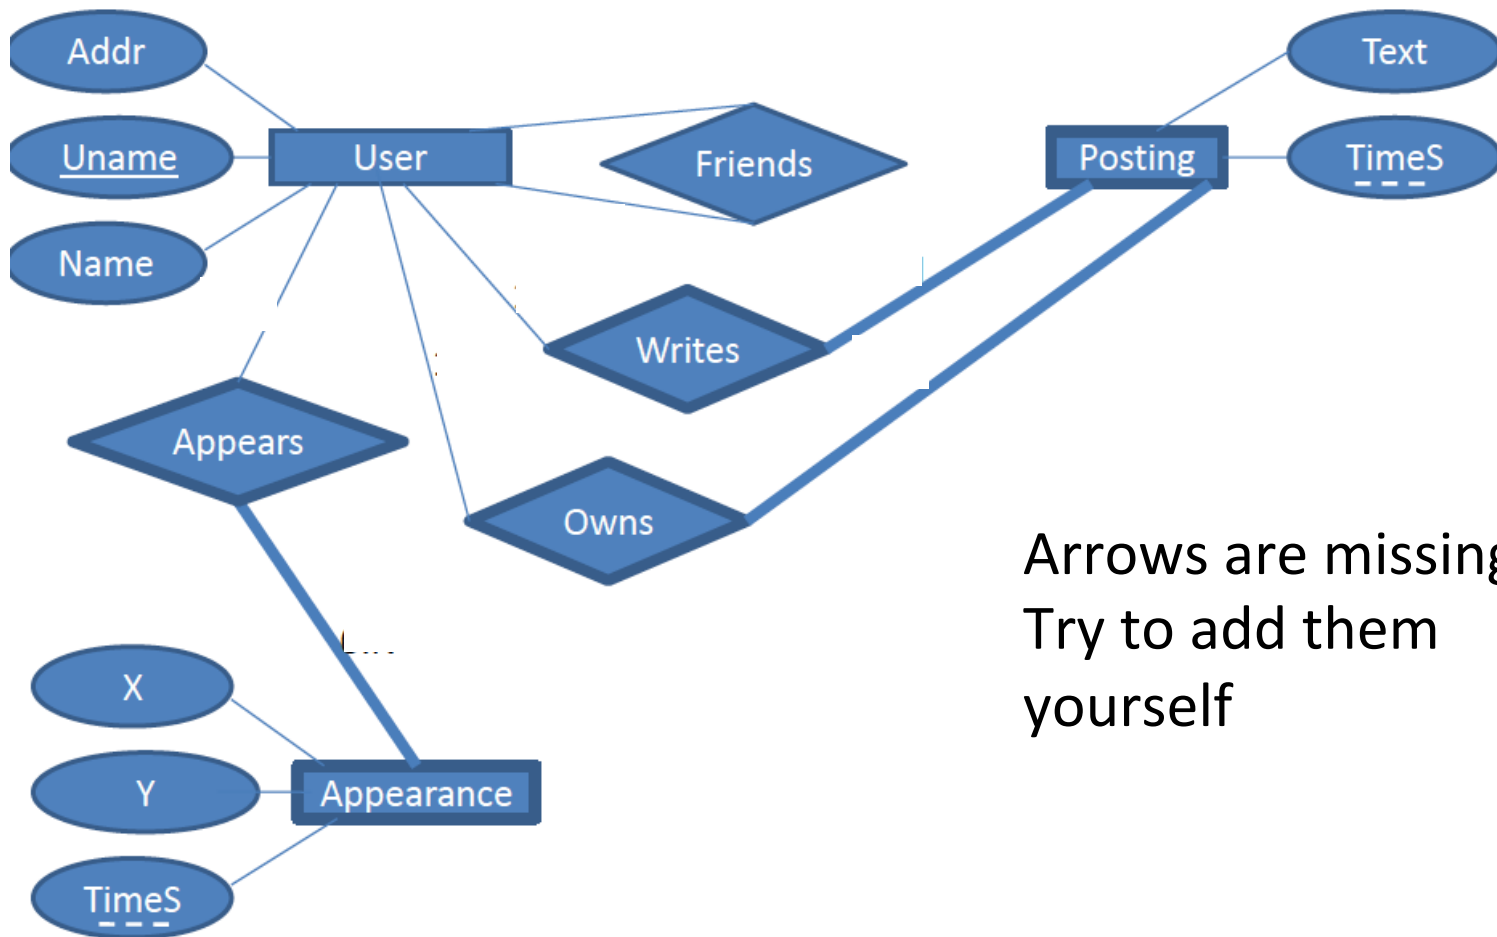 Addr
Text
Uname
User
Friends
Posting
TimeS
Name
Writes
Appears
Owns
Arrows are missing
Try to add them
yourself
X
Y
Appearance
TimeS